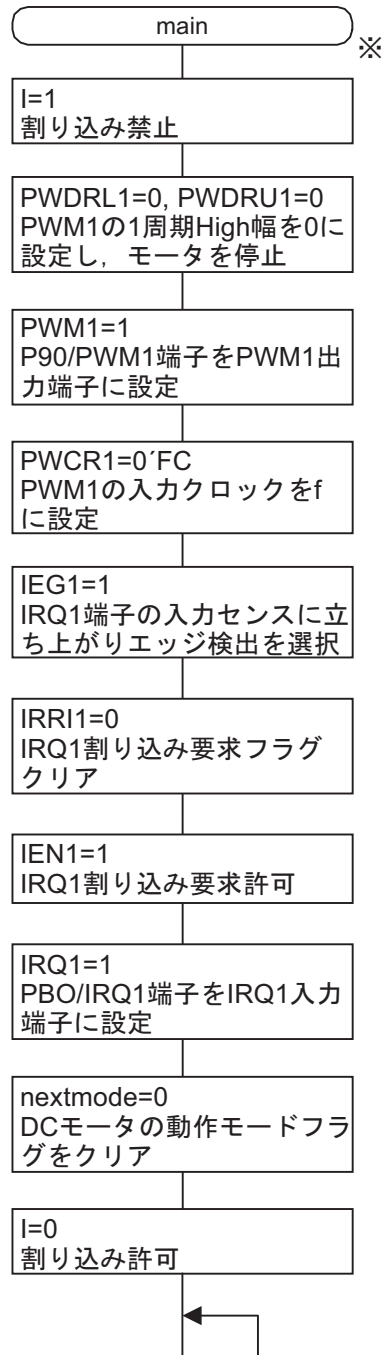 main
※
I=1
割り込み禁止
PWDRL1=0, PWDRU1=0
PWM1の1周期High幅を0に
設定し，モータを停止
PWM1=1
P90/PWM1端子をPWM1出
力端子に設定
PWCR1=0´FC
PWM1の入力クロックをf
に設定
IEG1=1
IRQ1端子の入力センスに立
ち上がりエッジ検出を選択
IRRI1=0
IRQ1割り込み要求フラグ
クリア
IEN1=1
IRQ1割り込み要求許可
IRQ1=1
PBO/IRQ1端子をIRQ1入力
端子に設定
nextmode=0
DCモータの動作モードフラ
グをクリア
I=0
割り込み許可